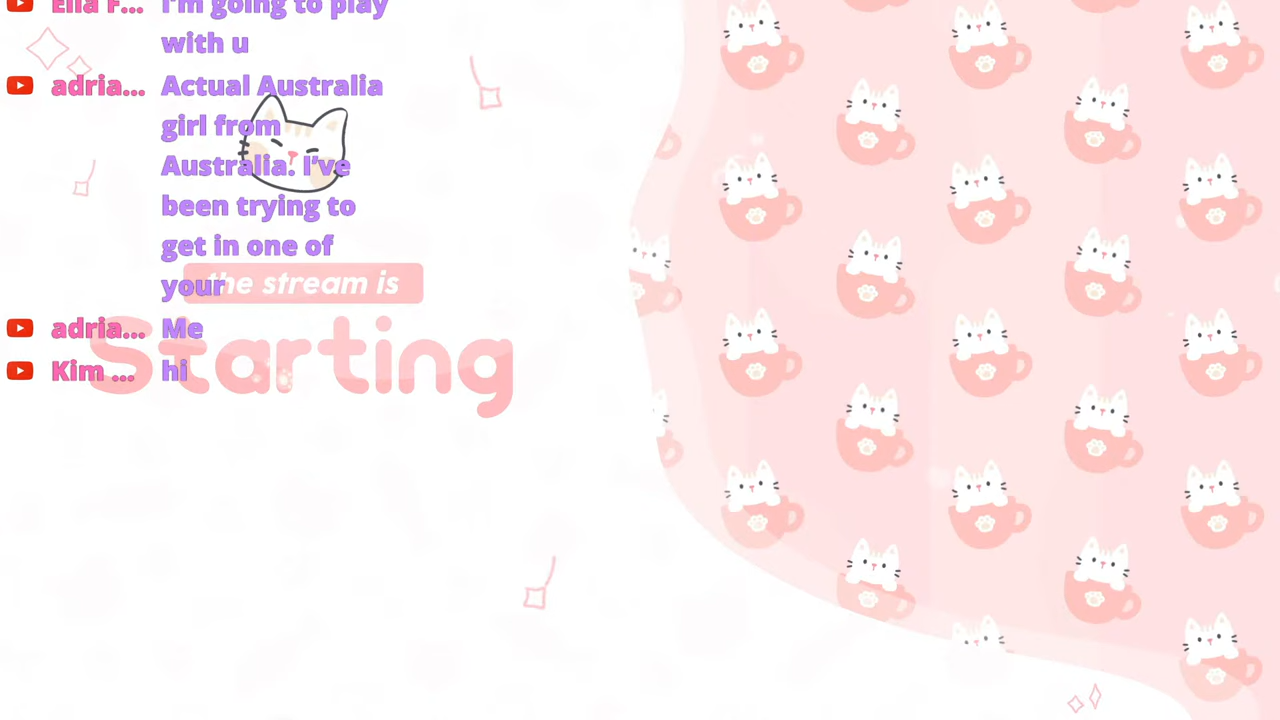 Ella F... I'm going to play
with u
adria... Actual Australia
girl from
Australia. I've
been trying to
get in one of
your
the stream is
adria... Me
Starting
Kim ... hi